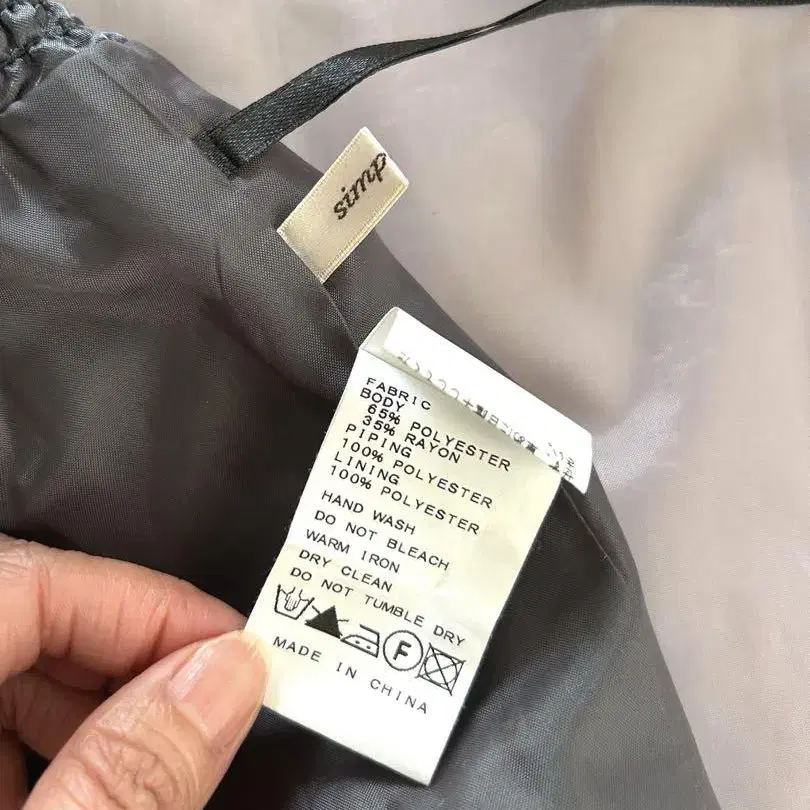 simp
FABRIC
BODY
65% POLYESTER
35% RAYON
PIPING
100% POLYESTER
LINING
100% POLYESTER
HAND WASH
DO NOT BLEACH
WARM IRON
DRY CLEAN
DO NOT TUMBLE DRY
F
MADE IN CHINA